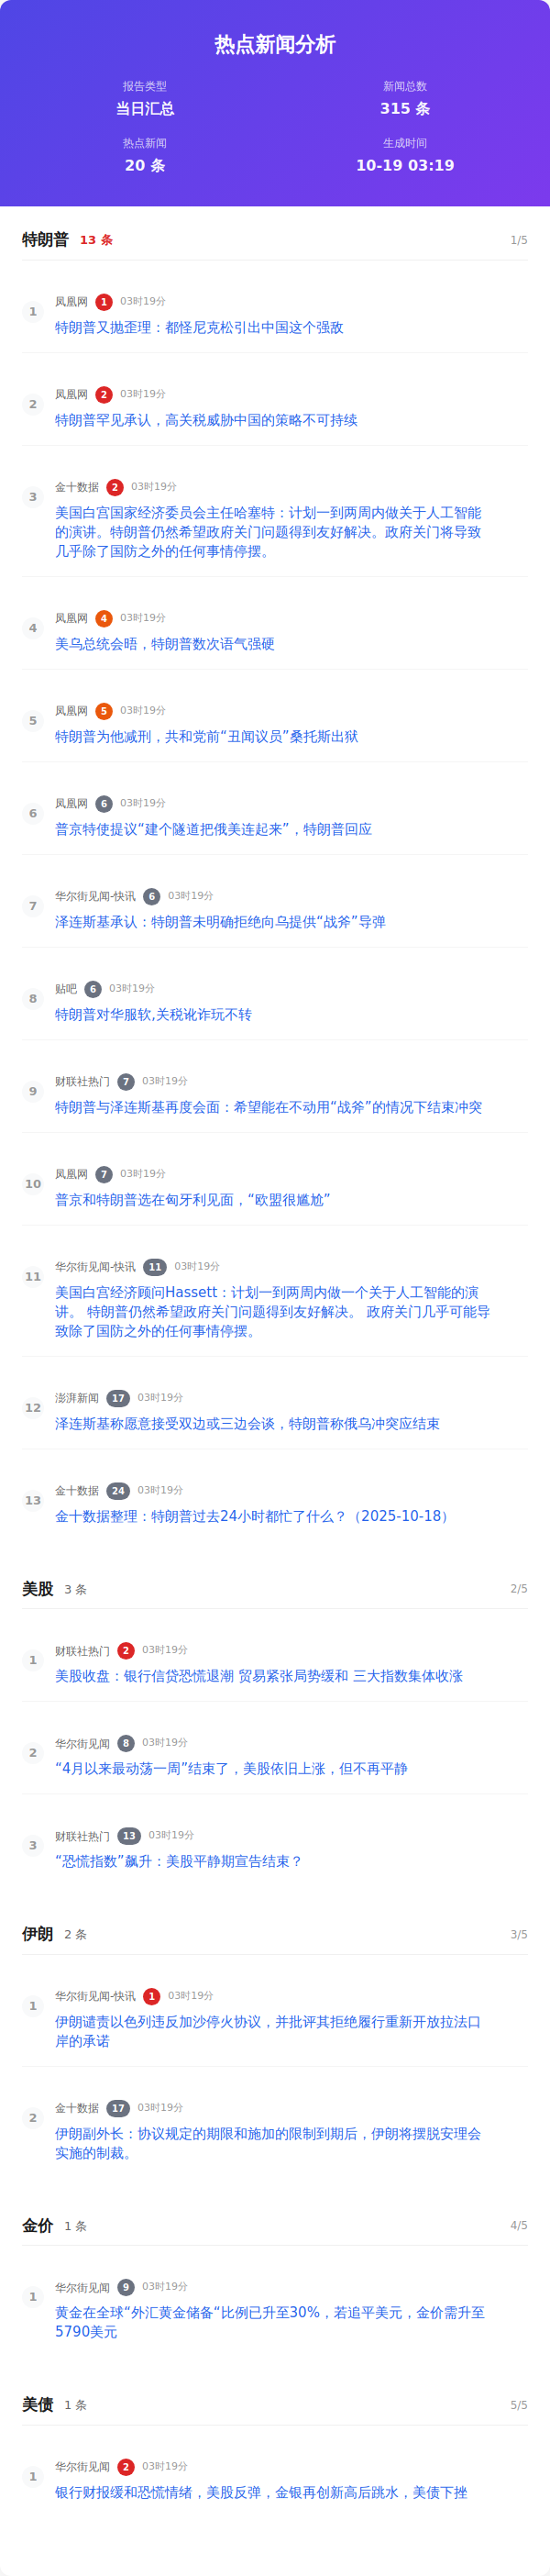 热点新闻分析
报告类型
当日汇总
新闻总数
315 条
热点新闻
20 条
生成时间
10-19 03:19
特朗普 13 条 1/5
1
凤凰网 1 03时19分
特朗普又抛歪理：都怪尼克松引出中国这个强敌
2
凤凰网 2 03时19分
特朗普罕见承认，高关税威胁中国的策略不可持续
3
金十数据 2 03时19分
美国白宫国家经济委员会主任哈塞特：计划一到两周内做关于人工智能
的演讲。特朗普仍然希望政府关门问题得到友好解决。政府关门将导致
几乎除了国防之外的任何事情停摆。
4
凤凰网 4 03时19分
美乌总统会晤，特朗普数次语气强硬
5
凤凰网 5 03时19分
特朗普为他减刑，共和党前“丑闻议员”桑托斯出狱
6
凤凰网 6 03时19分
普京特使提议“建个隧道把俄美连起来”，特朗普回应
7
华尔街见闻-快讯 6 03时19分
泽连斯基承认：特朗普未明确拒绝向乌提供“战斧”导弹
8
贴吧 6 03时19分
特朗普对华服软,关税讹诈玩不转
9
财联社热门 7 03时19分
特朗普与泽连斯基再度会面：希望能在不动用“战斧”的情况下结束冲突
10
凤凰网 7 03时19分
普京和特朗普选在匈牙利见面，“欧盟很尴尬”
11
华尔街见闻-快讯 11 03时19分
美国白宫经济顾问Hassett：计划一到两周内做一个关于人工智能的演
讲。 特朗普仍然希望政府关门问题得到友好解决。 政府关门几乎可能导
致除了国防之外的任何事情停摆。
12
澎湃新闻 17 03时19分
泽连斯基称愿意接受双边或三边会谈，特朗普称俄乌冲突应结束
13
金十数据 24 03时19分
金十数据整理：特朗普过去24小时都忙了什么？（2025-10-18）
美股 3 条 2/5
1
财联社热门 2 03时19分
美股收盘：银行信贷恐慌退潮 贸易紧张局势缓和 三大指数集体收涨
2
华尔街见闻 8 03时19分
“4月以来最动荡一周”结束了，美股依旧上涨，但不再平静
3
财联社热门 13 03时19分
“恐慌指数”飙升：美股平静期宣告结束？
伊朗 2 条 3/5
1
华尔街见闻-快讯 1 03时19分
伊朗谴责以色列违反加沙停火协议，并批评其拒绝履行重新开放拉法口
岸的承诺
2
金十数据 17 03时19分
伊朗副外长：协议规定的期限和施加的限制到期后，伊朗将摆脱安理会
实施的制裁。
金价 1 条 4/5
1
华尔街见闻 9 03时19分
黄金在全球“外汇黄金储备“比例已升至30%，若追平美元，金价需升至
5790美元
美债 1 条 5/5
1
华尔街见闻 2 03时19分
银行财报缓和恐慌情绪，美股反弹，金银再创新高后跳水，美债下挫